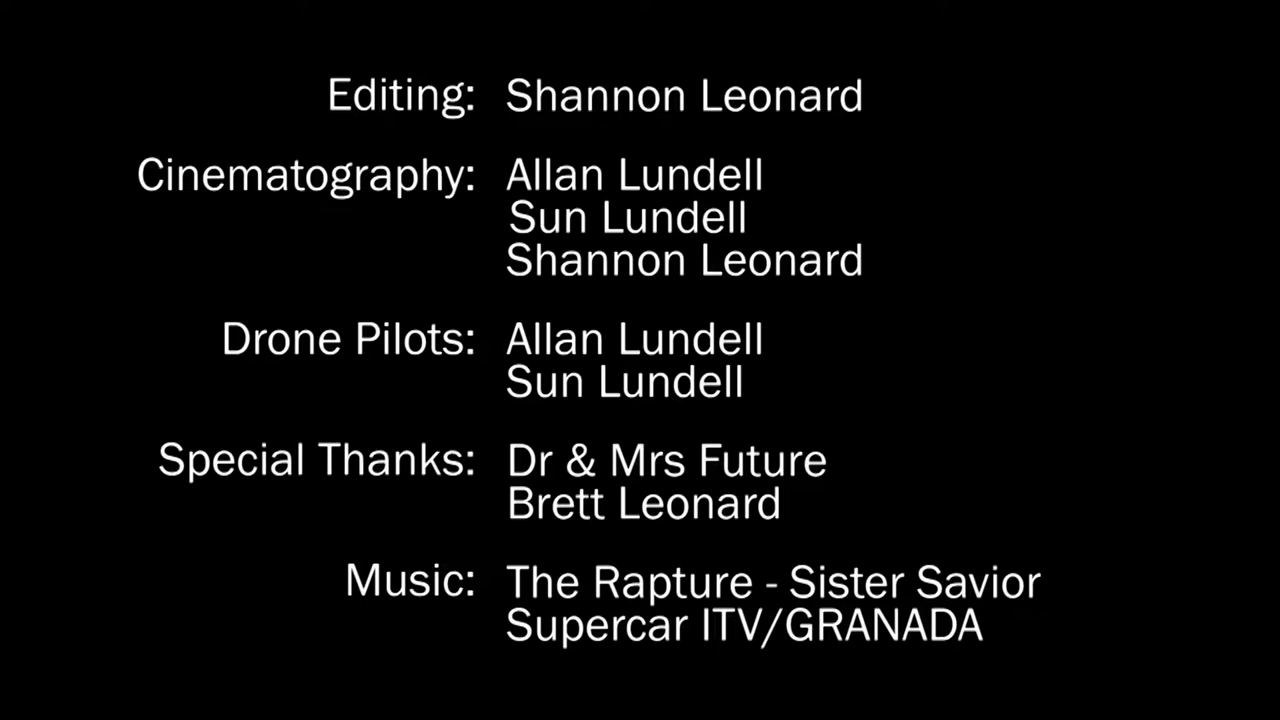 Editing: Shannon Leonard
Cinematography: Allan Lundell
Sun Lundell
Shannon Leonard
Drone Pilots: Allan Lundell
Sun Lundell
Special Thanks: Dr & Mrs Future
Brett Leonard
Music: The Rapture - Sister Savior
Supercar ITV/GRANADA